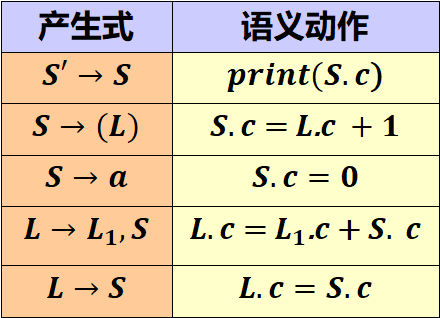 产生式 语义动作
S′ → S print(S.c)
S → (L) S.c = L.c + 1
S → a S.c = 0
L → L₁, S L.c = L₁.c + S.c
L → S L.c = S.c